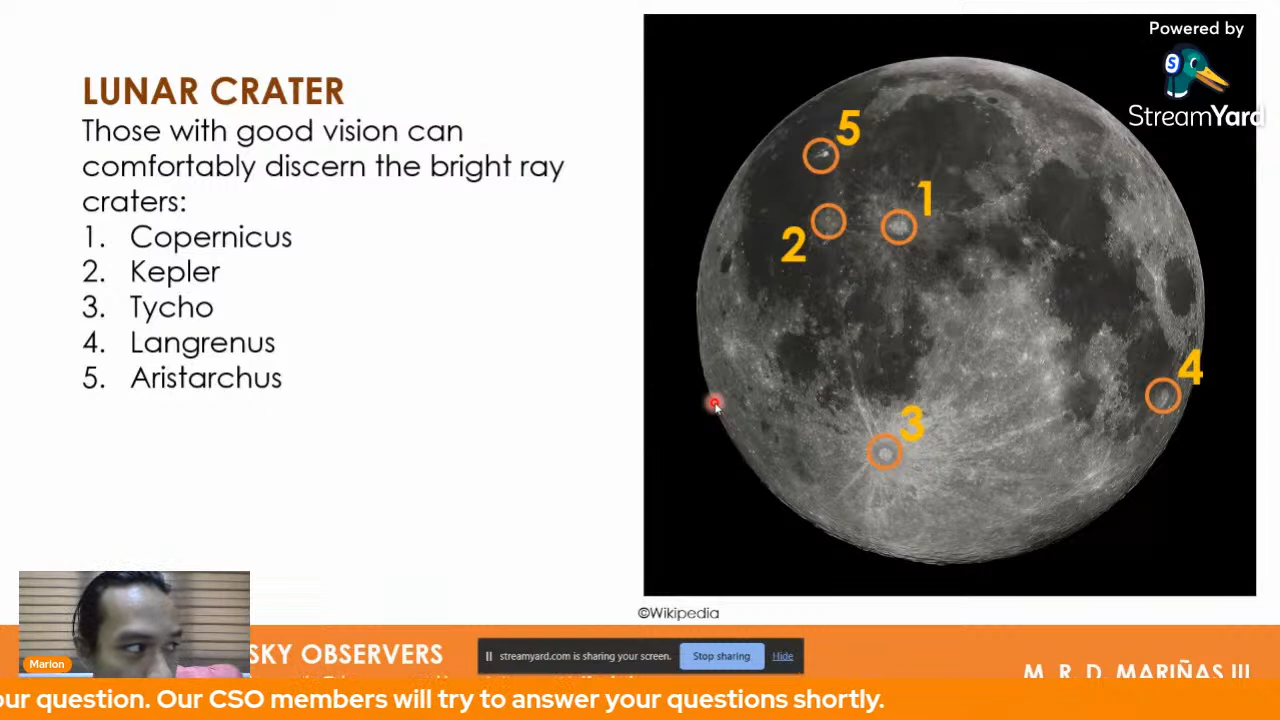 Powered by
StreamYard
LUNAR CRATER
Those with good vision can
comfortably discern the bright ray
craters:
1. Copernicus
2. Kepler
3. Tycho
4. Langrenus
5. Aristarchus
5
1
2
4
3
©Wikipedia
Marlon
SKY OBSERVERS
streamyard.com is sharing your screen.
Stop sharing
Hide
M. R. D. MARIÑAS III
our question. Our CSO members will try to answer your questions shortly.